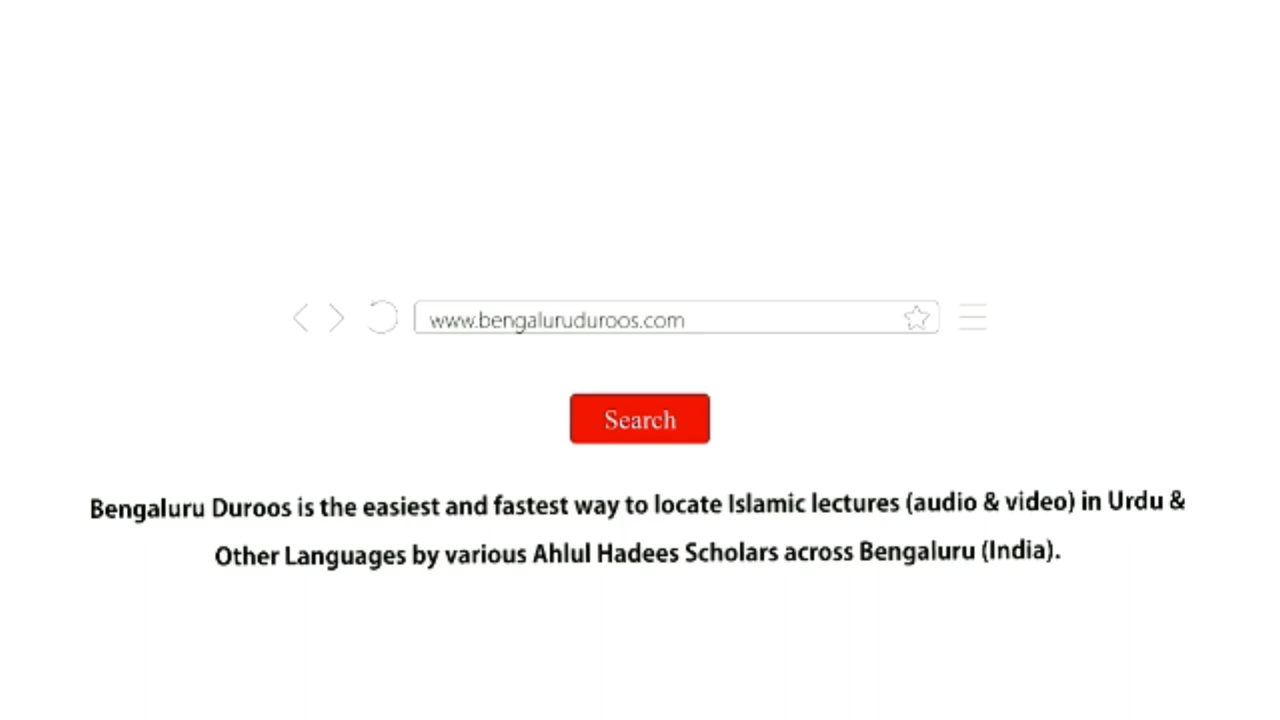 www.bengaluruduroos.com
Search
Bengaluru Duroos is the easiest and fastest way to locate Islamic lectures (audio & video) in Urdu &
Other Languages by various Ahlul Hadees Scholars across Bengaluru (India).